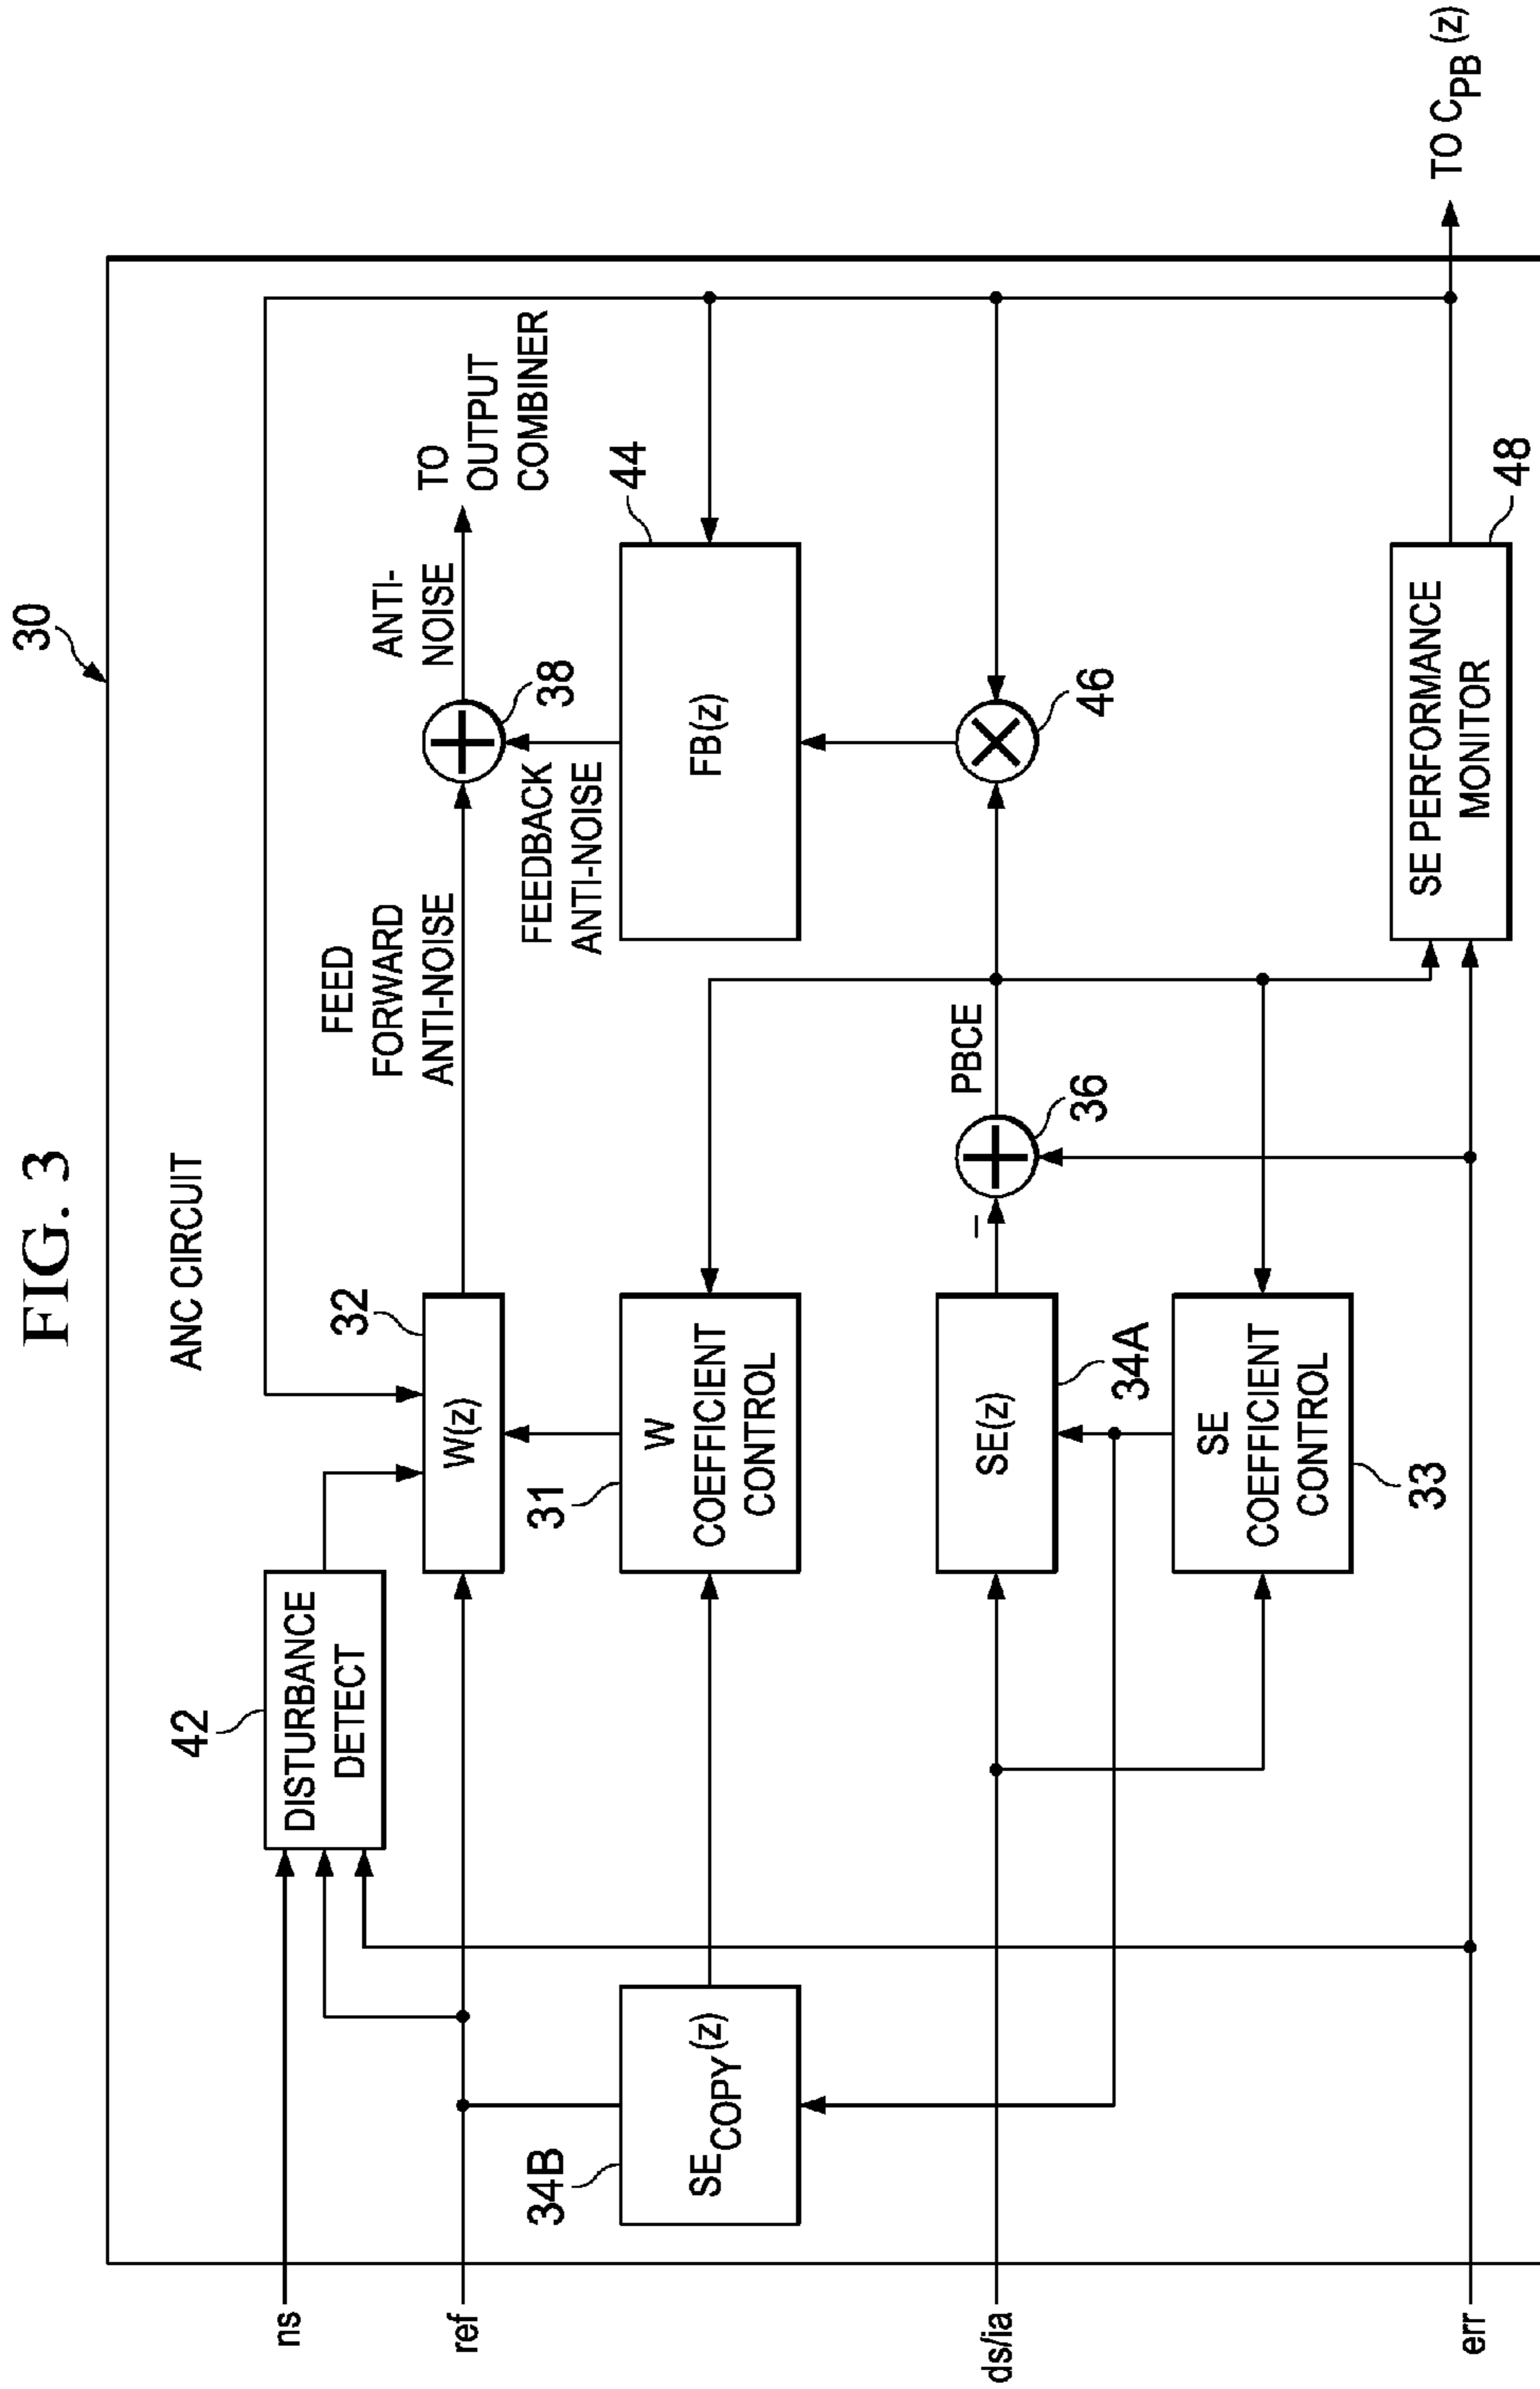 FIG. 3
30
ANC CIRCUIT
ns
ref
ds/ia
err
42
DISTURBANCE
DETECT
32
W(z)
FEED
FORWARD
ANTI-NOISE
38
ANTI-
NOISE
TO
OUTPUT
COMBINER
34B
SECOPY(z)
31
W
COEFFICIENT
CONTROL
FEEDBACK
ANTI-NOISE
FB(z)
44
SE(z)
34A
–
36
PBCE
46
SE
COEFFICIENT
CONTROL
33
SE PERFORMANCE
MONITOR
48
TO CPB(z)